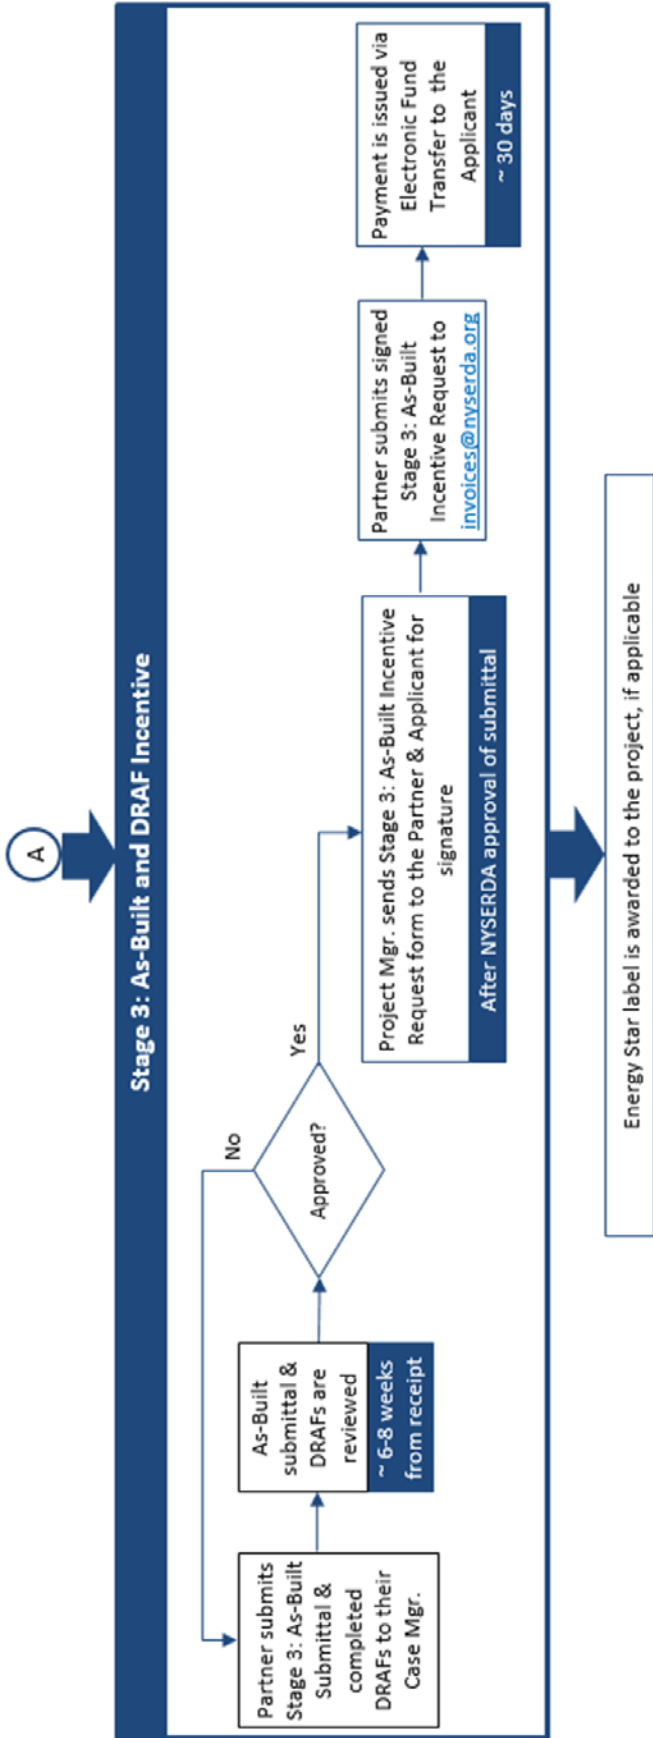 A
Stage 3: As-Built and DRAF Incentive
Partner submits
Stage 3: As-Built
Submittal &
completed
DRAFs to their
Case Mgr.
As-Built
submittal &
DRAFs are
reviewed
~ 6-8 weeks
from receipt
Approved?
No
Yes
Project Mgr. sends Stage 3: As-Built Incentive
Request form to the Partner & Applicant for
signature
After NYSERDA approval of submittal
Partner submits signed
Stage 3: As-Built
Incentive Request to
invoices@nyserda.org
Payment is issued via
Electronic Fund
Transfer to the
Applicant
~ 30 days
Energy Star label is awarded to the project, if applicable